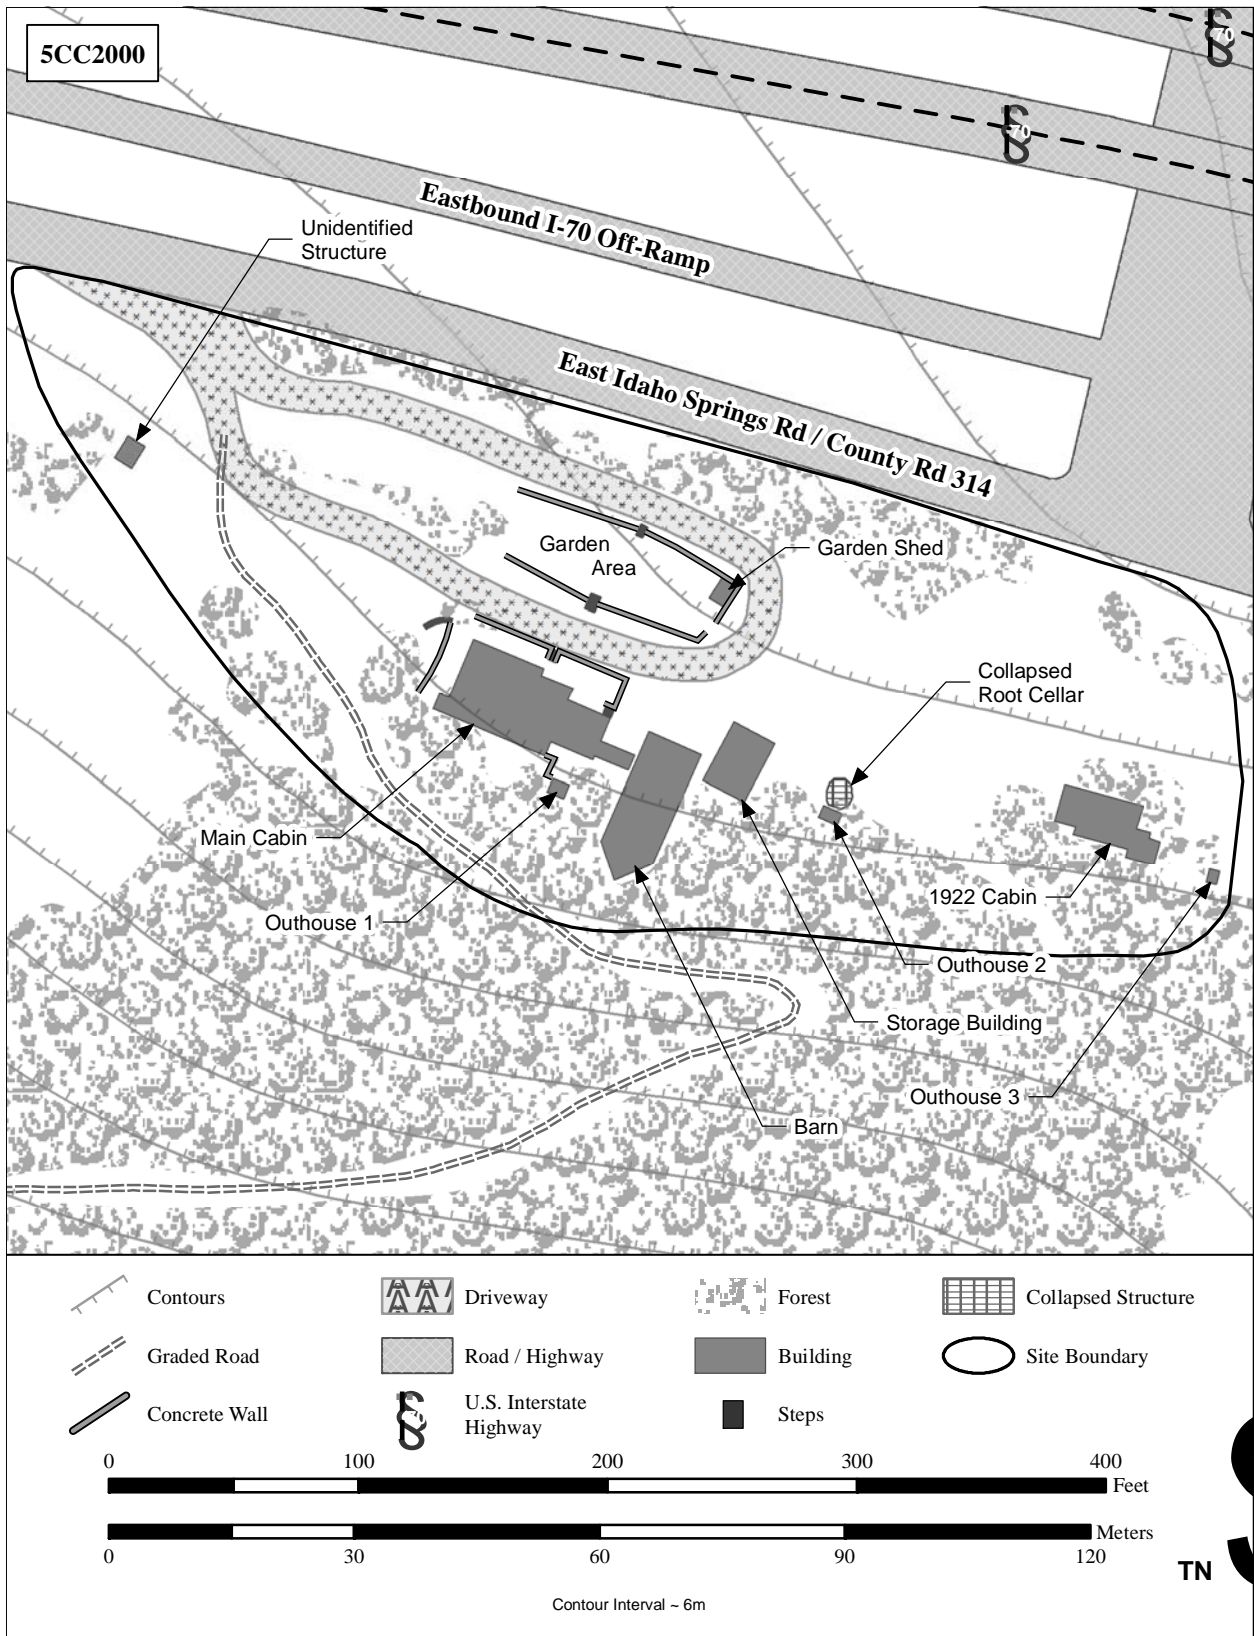 5CC2000
70
70
Eastbound I-70 Off-Ramp
Unidentified
Structure
East Idaho Springs Rd / County Rd 314
Garden
Area
Garden Shed
Collapsed
Root Cellar
Main Cabin
1922 Cabin
Outhouse 1
Outhouse 2
Storage Building
Outhouse 3
Barn
Contours
Driveway
Forest
Collapsed Structure
Graded Road
Road / Highway
Building
Site Boundary
Concrete Wall
U.S. Interstate
Highway
Steps
0 100 200 300 400
Feet
Meters
0 30 60 90 120
TN
Contour Interval ~ 6m